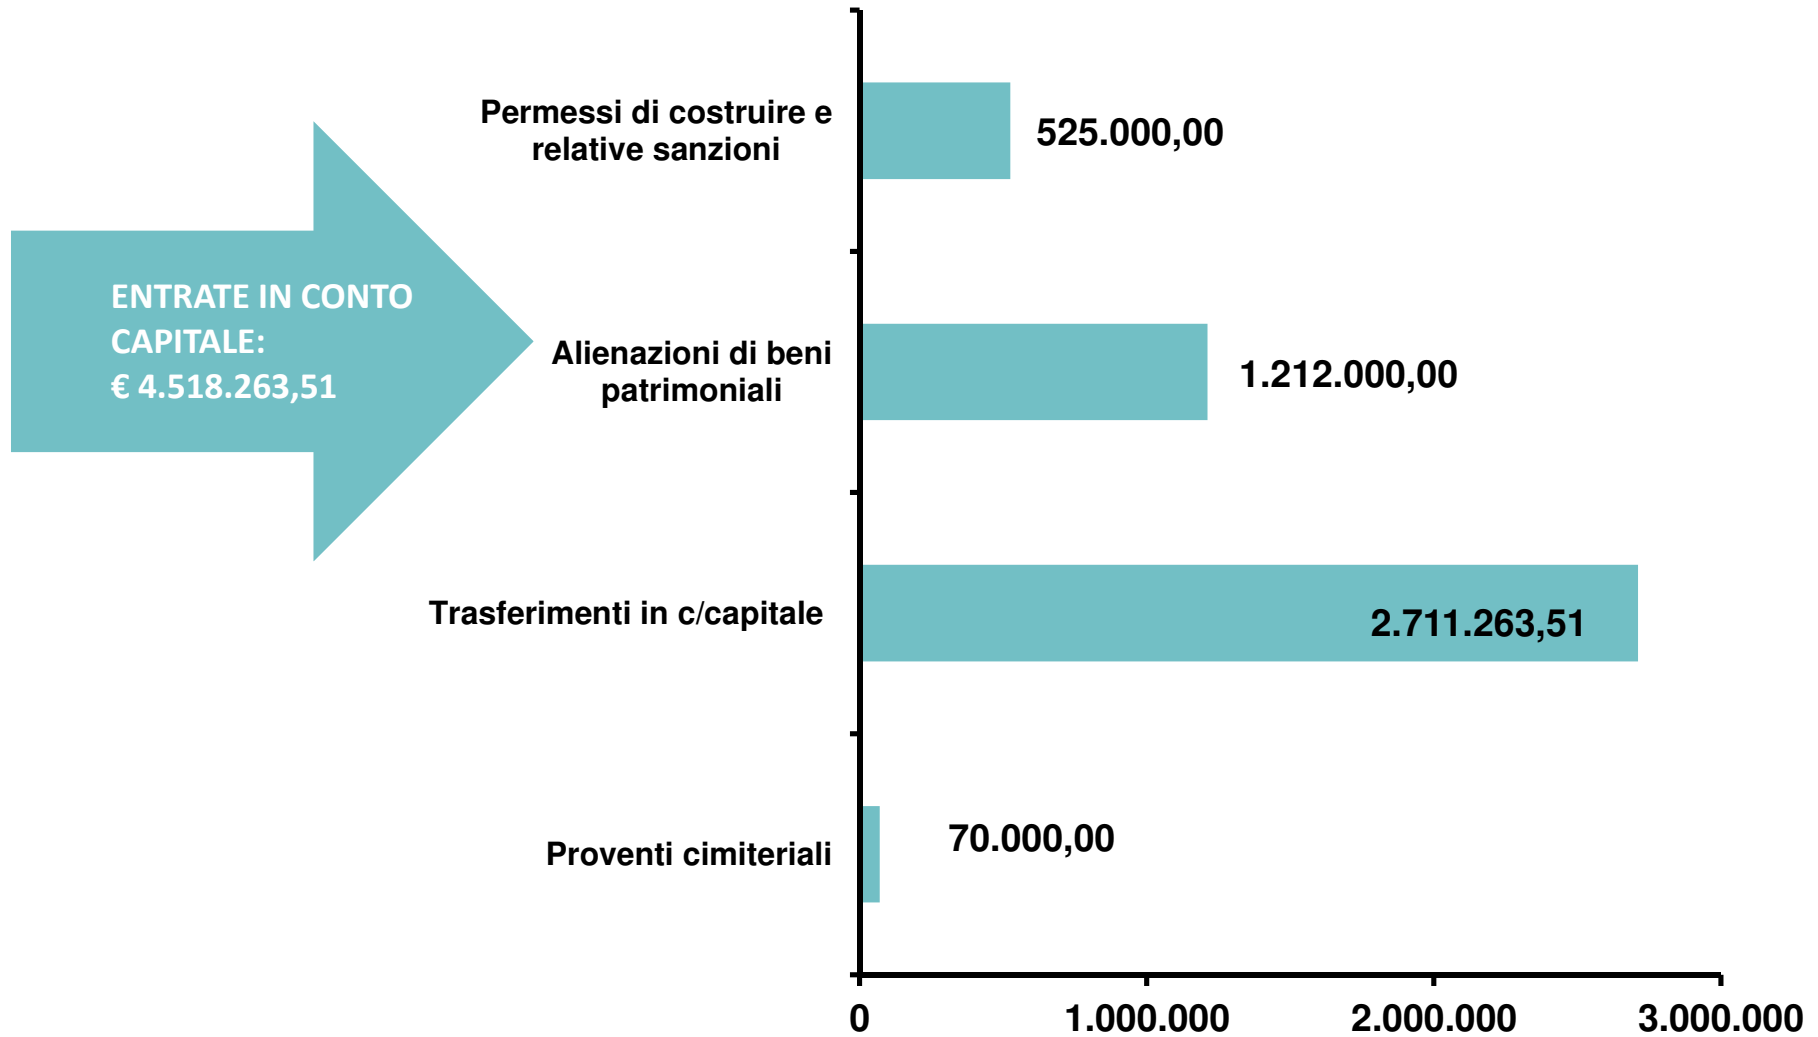 ENTRATE IN CONTO
CAPITALE:
€ 4.518.263,51
Permessi di costruire e
relative sanzioni
525.000,00
Alienazioni di beni
patrimoniali
1.212.000,00
Trasferimenti in c/capitale
2.711.263,51
Proventi cimiteriali
70.000,00
0
1.000.000
2.000.000
3.000.000